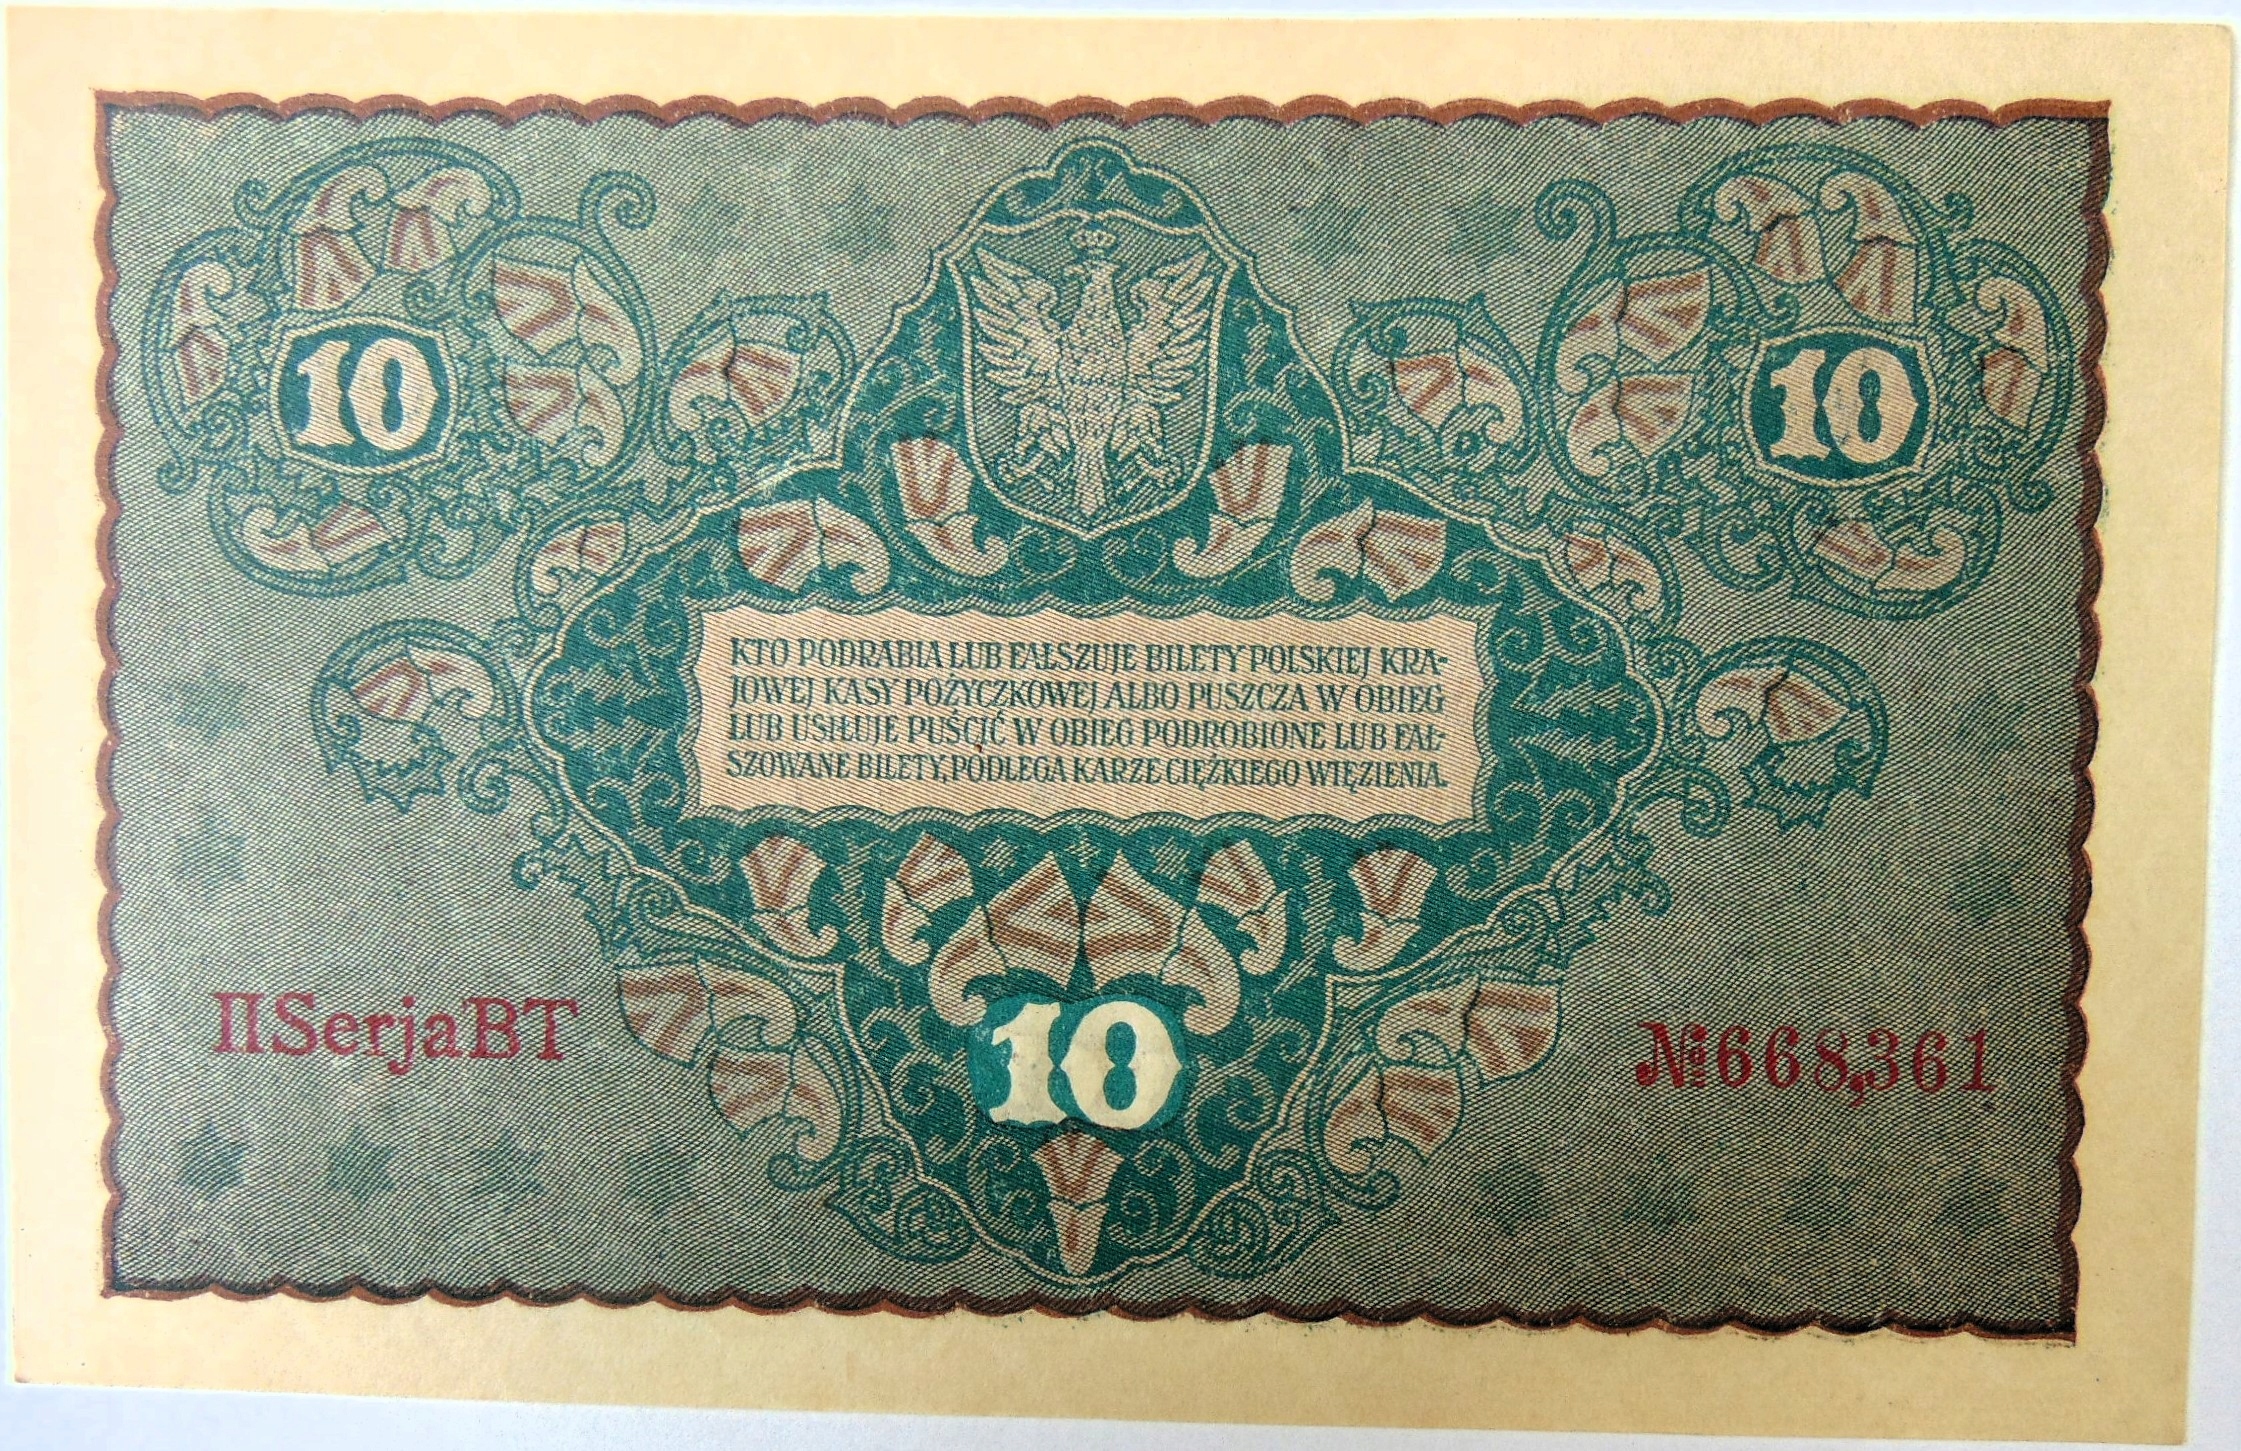 10
10
KTO PODRABIA LUB FAŁSZUJE BILETY POLSKIEJ KRA-
JOWEJ KASY POŻYCZKOWEJ ALBO PUSZCZA W OBIEG
LUB USIŁUJE PUŚCIĆ W OBIEG PODROBIONE LUB FAŁ-
SZOWANE BILETY, PODLEGA KARZE CIĘŻKIEGO WIĘZIENIA.
II Serja BT
10
№ 668,361